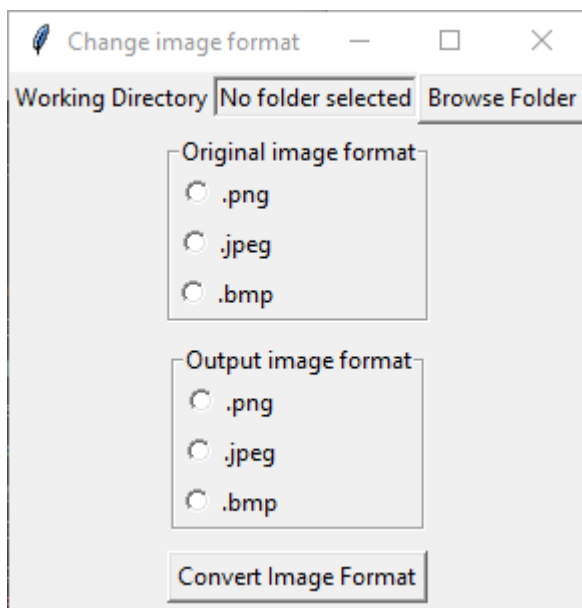 Change image format
Working Directory No folder selected Browse Folder
Original image format
.png
.jpeg
.bmp
Output image format
.png
.jpeg
.bmp
Convert Image Format